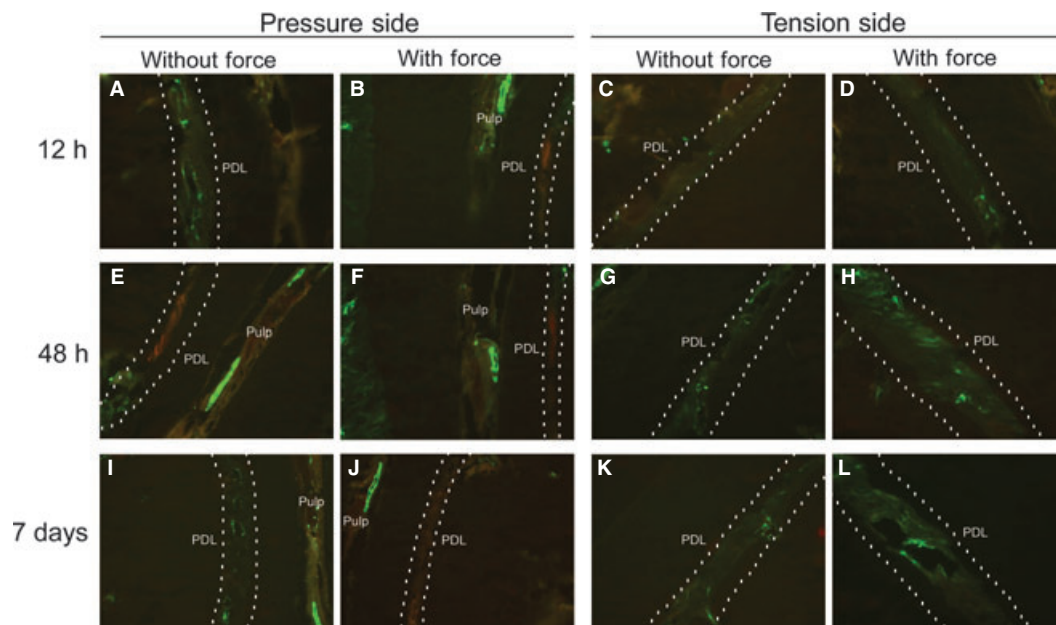 Pressure side Tension side
Without force With force Without force With force
12 h
A PDL
B Pulp PDL
C PDL
D PDL
48 h
E Pulp PDL
F Pulp PDL
G PDL
H PDL
7 days
I PDL Pulp
J Pulp PDL
K PDL
L PDL